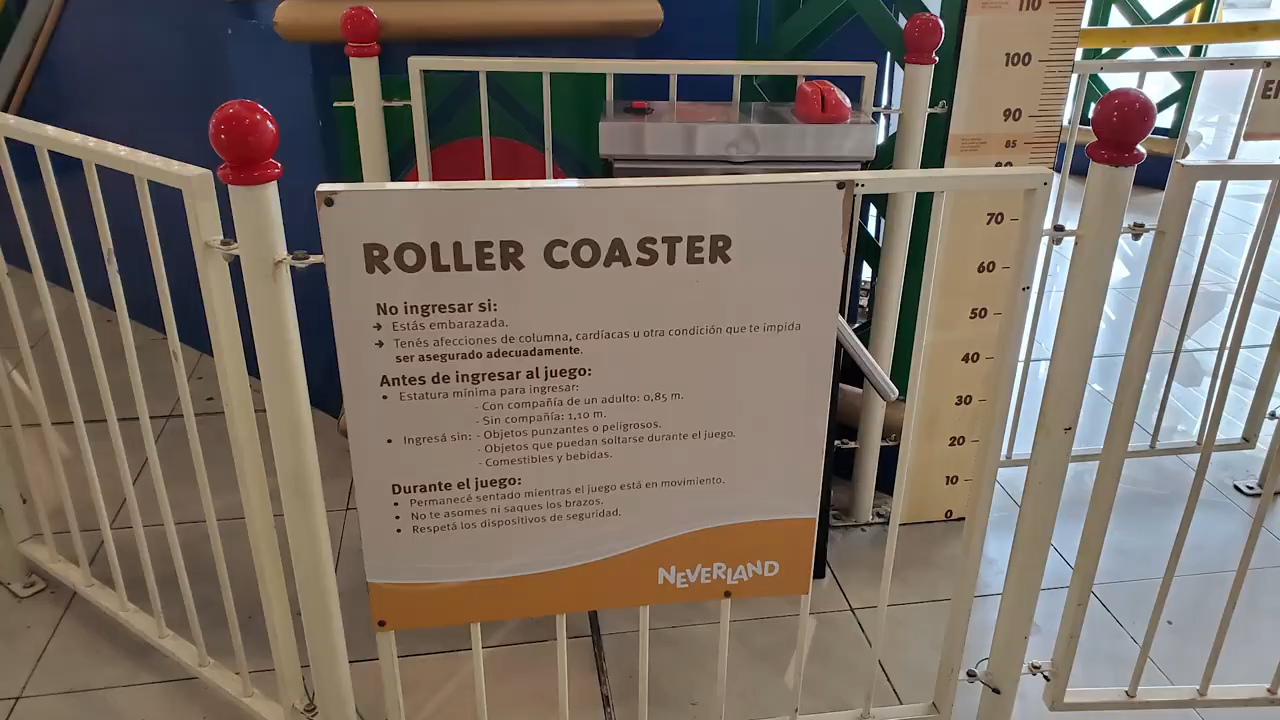 ROLLER COASTER
No ingresar si:
→ Estás embarazada.
→ Tenés afecciones de columna, cardíacas u otra condición que te impida
ser asegurado adecuadamente.
Antes de ingresar al juego:
• Estatura mínima para ingresar:
- Con compañía de un adulto: 0,85 m.
- Sin compañía: 1,10 m.
• Ingresá sin: - Objetos punzantes o peligrosos.
- Objetos que puedan soltarse durante el juego.
- Comestibles y bebidas.
Durante el juego:
• Permanecé sentado mientras el juego está en movimiento.
• No te asomes ni saques los brazos.
• Respetá los dispositivos de seguridad.
NEVERLAND
110
100
90
85
80
70
60
50
40
30
20
10
0